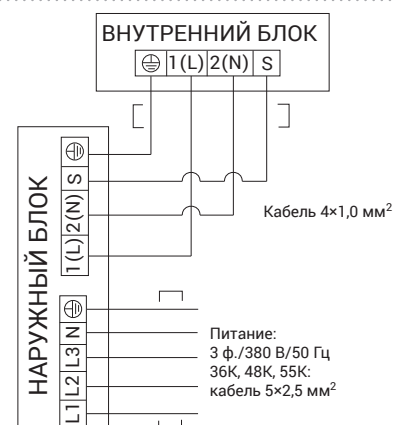 ВНУТРЕННИЙ БЛОК
1(L) 2(N) S
НАРУЖНЫЙ БЛОК
S
2(N)
1(L)
Кабель 4×1,0 мм²
N
L3
L2
L1
Питание:
3 ф./380 В/50 Гц
36К, 48К, 55К:
кабель 5×2,5 мм²